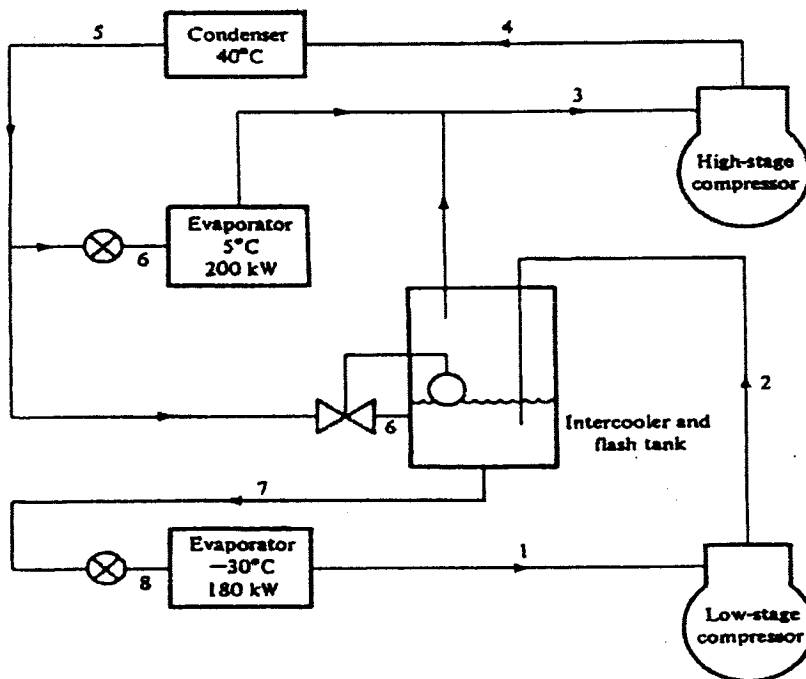 5
Condenser
40°C
4
3
High-stage
compressor
Evaporator
5°C
200 kW
6
2
6
Intercooler and
flash tank
7
Evaporator
−30°C
180 kW
8
1
Low-stage
compressor